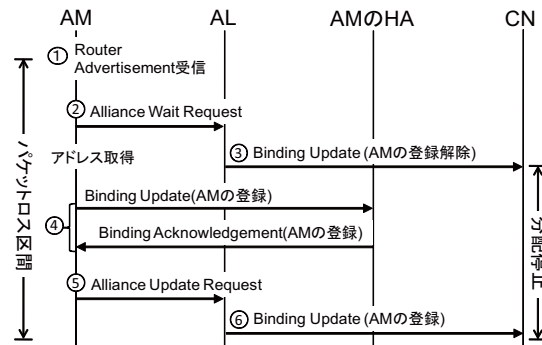 AM AL AMのHA CN
① Router
Advertisement受信
② Alliance Wait Request
③ Binding Update (AMの登録解除)
アドレス取得
Binding Update(AMの登録)
④
Binding Acknowledgement(AMの登録)
⑤ Alliance Update Request
⑥ Binding Update (AMの登録)
パケットロス区間
分配停止